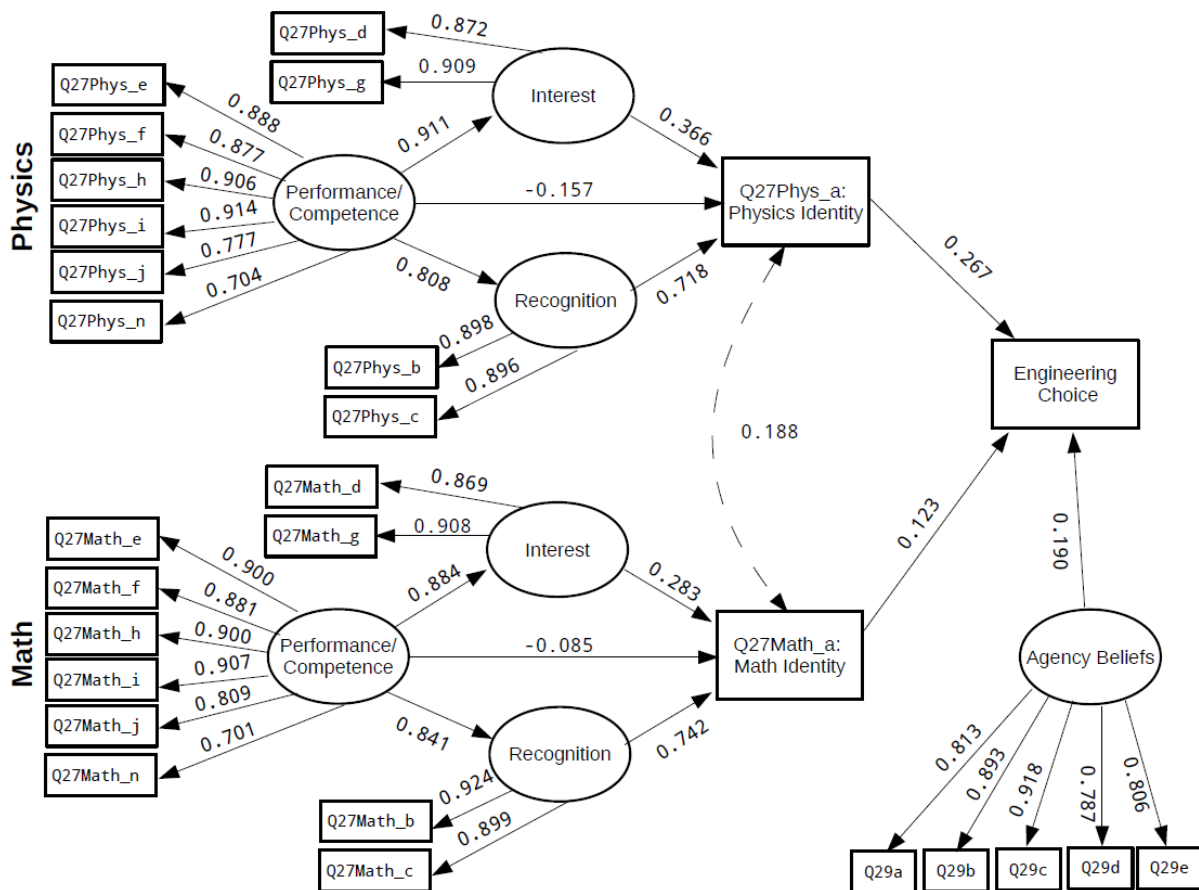 Physics
Q27Phys_d
0.872
Q27Phys_g
0.909
Interest
Q27Phys_e
0.888
Q27Phys_f
0.877
Q27Phys_h
0.906
Q27Phys_i
0.914
Q27Phys_j
0.777
Q27Phys_n
0.704
Performance/
Competence
0.911
0.366
-0.157
Q27Phys_a:
Physics Identity
0.808
Recognition
0.718
0.267
0.898
Q27Phys_b
0.896
Q27Phys_c
Engineering
Choice
0.188
Math
Q27Math_d
0.869
Q27Math_g
0.908
Interest
Q27Math_e
0.900
Q27Math_f
0.881
Q27Math_h
0.900
Q27Math_i
0.907
Q27Math_j
0.809
Q27Math_n
0.701
Performance/
Competence
0.884
0.283
-0.085
Q27Math_a:
Math Identity
0.841
Recognition
0.742
0.123
0.190
0.924
Q27Math_b
0.899
Q27Math_c
Agency Beliefs
0.813
0.893
0.918
0.787
0.806
Q29a
Q29b
Q29c
Q29d
Q29e